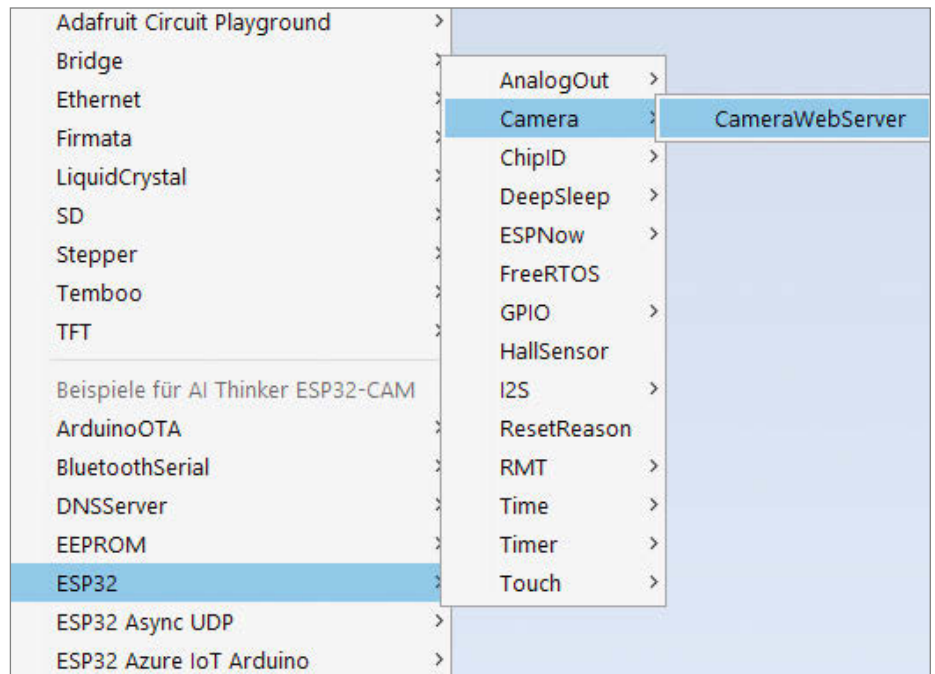 Adafruit Circuit Playground
Bridge
Ethernet
Firmata
LiquidCrystal
SD
Stepper
Temboo
TFT
Beispiele für AI Thinker ESP32-CAM
ArduinoOTA
BluetoothSerial
DNSServer
EEPROM
ESP32
ESP32 Async UDP
ESP32 Azure IoT Arduino
AnalogOut
Camera
ChipID
DeepSleep
ESPNow
FreeRTOS
GPIO
HallSensor
I2S
ResetReason
RMT
Time
Timer
Touch
CameraWebServer